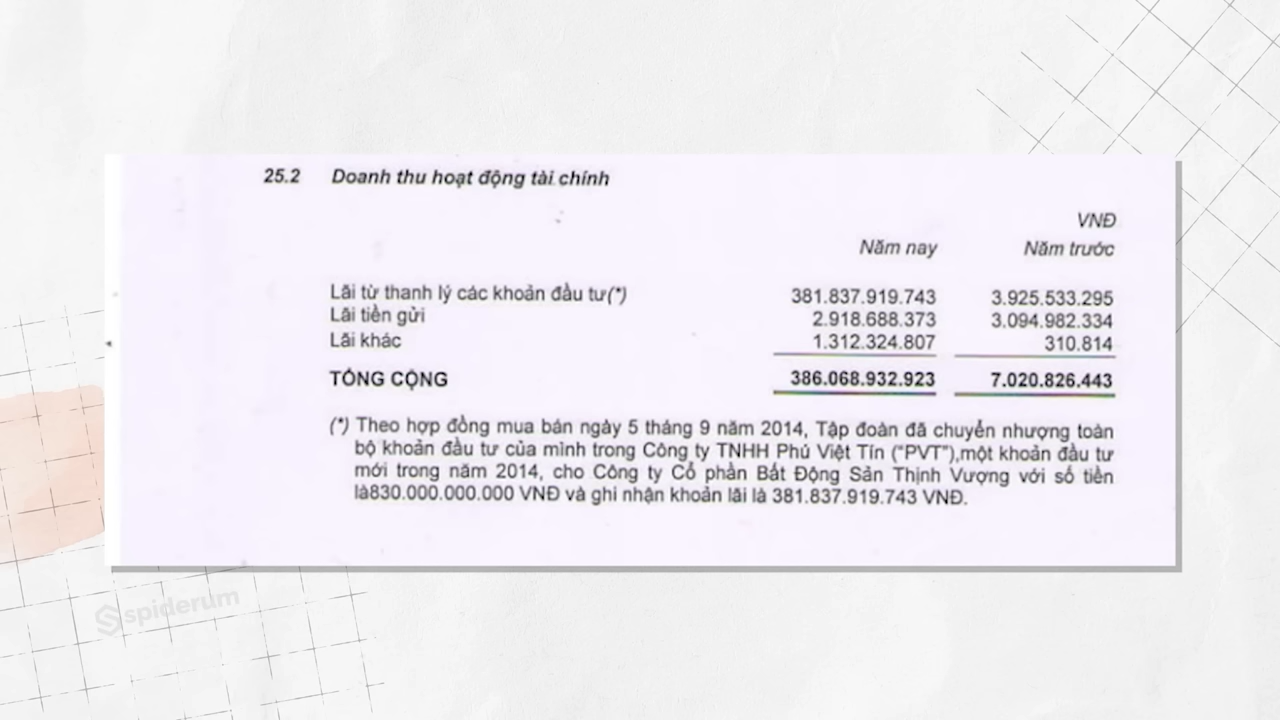 25.2 Doanh thu hoạt động tài chính
VNĐ
Năm nay Năm trước
Lãi từ thanh lý các khoản đầu tư(*) 381.837.919.743 3.925.533.295
Lãi tiền gửi 2.918.688.373 3.094.982.334
Lãi khác 1.312.324.807 310.814
TỔNG CỘNG 386.068.932.923 7.020.826.443
(*) Theo hợp đồng mua bán ngày 5 tháng 9 năm 2014, Tập đoàn đã chuyển nhượng toàn
bộ khoản đầu tư của mình trong Công ty TNHH Phú Việt Tín ("PVT"),một khoản đầu tư
mới trong năm 2014, cho Công ty Cổ phần Bất Động Sản Thịnh Vượng với số tiền
là830.000.000.000 VNĐ và ghi nhận khoản lãi là 381.837.919.743 VNĐ.
spiderum